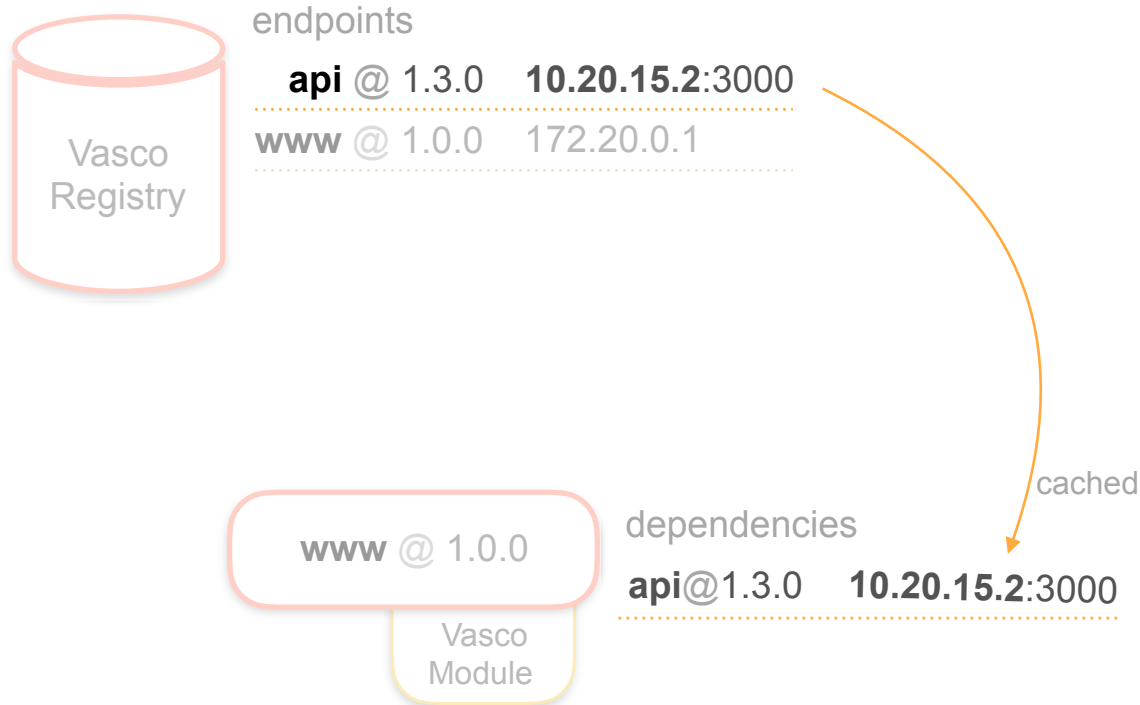 endpoints
api @ 1.3.0 10.20.15.2:3000
www @ 1.0.0 172.20.0.1
Vasco
Registry
cached
dependencies
www @ 1.0.0
api@1.3.0 10.20.15.2:3000
Vasco
Module